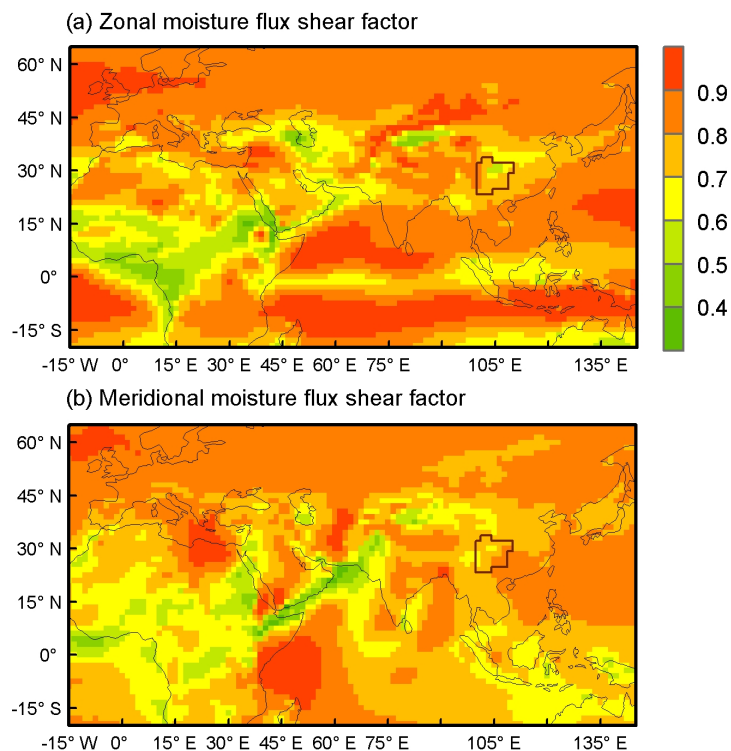 (a) Zonal moisture flux shear factor
60° N
45° N
30° N
15° N
0°
-15° S
-15° W 0° 15° E 30° E 45° E 60° E 75° E 105° E 135° E
0.9
0.8
0.7
0.6
0.5
0.4
(b) Meridional moisture flux shear factor
60° N
45° N
30° N
15° N
0°
-15° S
-15° W 0° 15° E 30° E 45° E 60° E 75° E 105° E 135° E